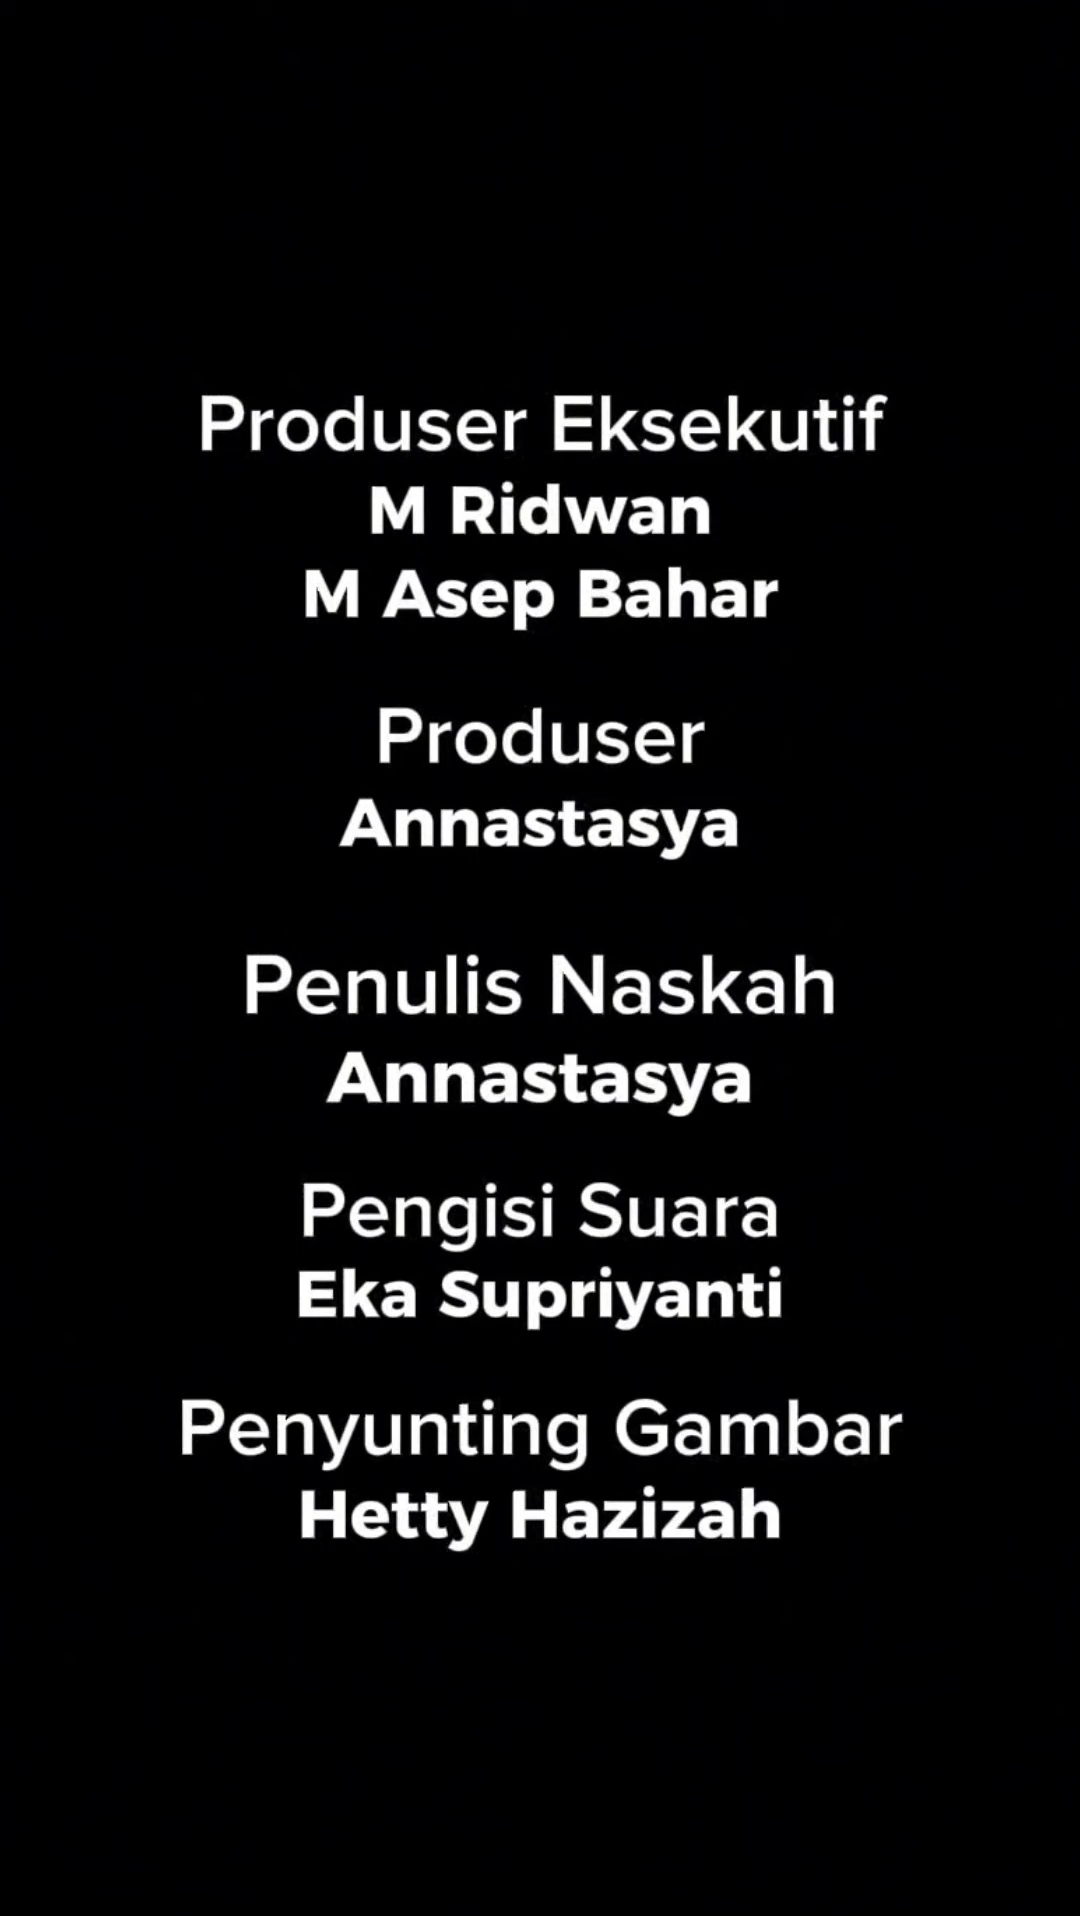 Produser Eksekutif
M Ridwan
M Asep Bahar
Produser
Annastasya
Penulis Naskah
Annastasya
Pengisi Suara
Eka Supriyanti
Penyunting Gambar
Hetty Hazizah